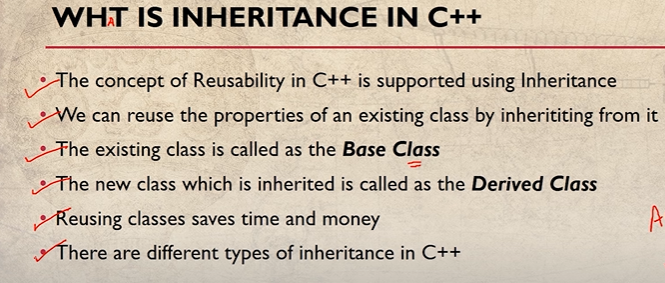 WHAT IS INHERITANCE IN C++
The concept of Reusability in C++ is supported using Inheritance
We can reuse the properties of an existing class by inherititing from it
The existing class is called as the Base Class
The new class which is inherited is called as the Derived Class
Reusing classes saves time and money
There are different types of inheritance in C++
A